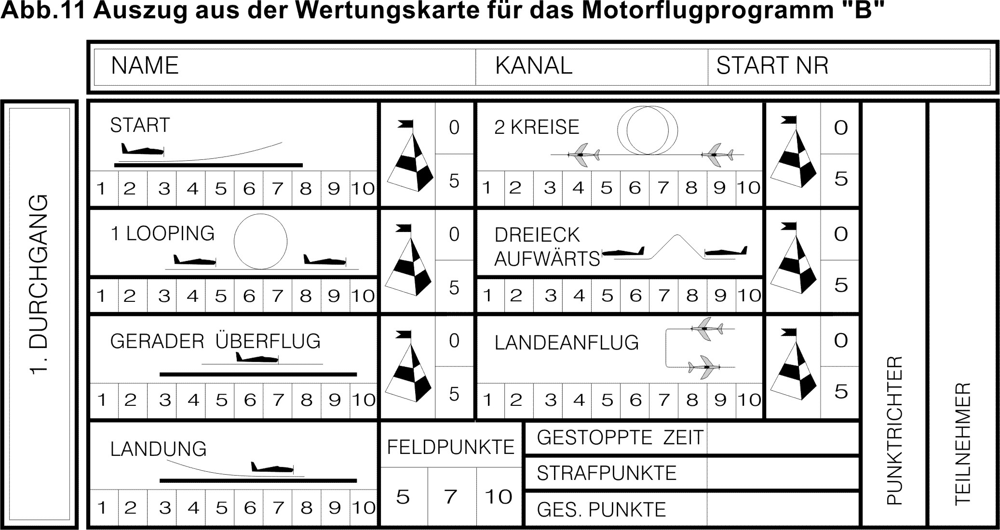 Abb.11 Auszug aus der Wertungskarte für das Motorflugprogramm "B"
NAME KANAL START NR
1. DURCHGANG
START
1 2 3 4 5 6 7 8 9 10
0
5
2 KREISE
1 2 3 4 5 6 7 8 9 10
0
5
1 LOOPING
1 2 3 4 5 6 7 8 9 10
0
5
DREIECK
AUFWÄRTS
1 2 3 4 5 6 7 8 9 10
0
5
GERADER ÜBERFLUG
1 2 3 4 5 6 7 8 9 10
0
5
LANDEANFLUG
1 2 3 4 5 6 7 8 9 10
0
5
LANDUNG
1 2 3 4 5 6 7 8 9 10
FELDPUNKTE
5 7 10
GESTOPPTE ZEIT
STRAFPUNKTE
GES. PUNKTE
PUNKTRICHTER
TEILNEHMER